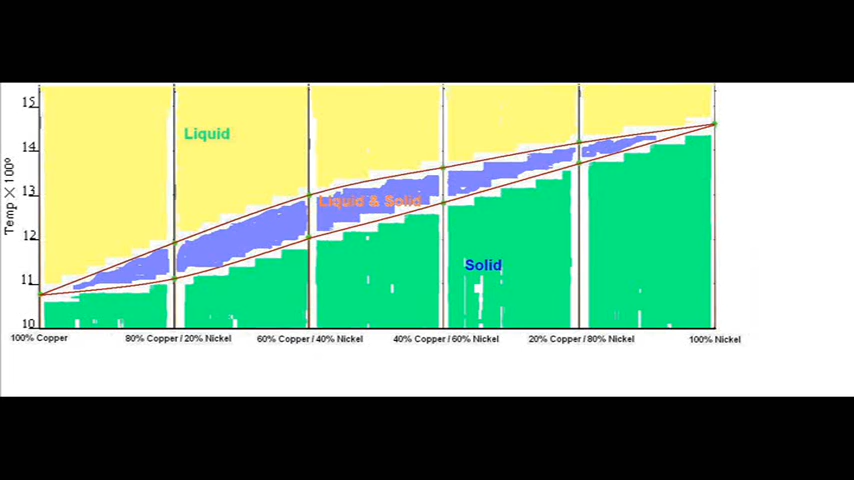 15
Liquid
14
13
Liquid & Solid
Temp X 100º
12
Solid
11
10
100% Copper
80% Copper / 20% Nickel
60% Copper / 40% Nickel
40% Copper / 60% Nickel
20% Copper / 80% Nickel
100% Nickel